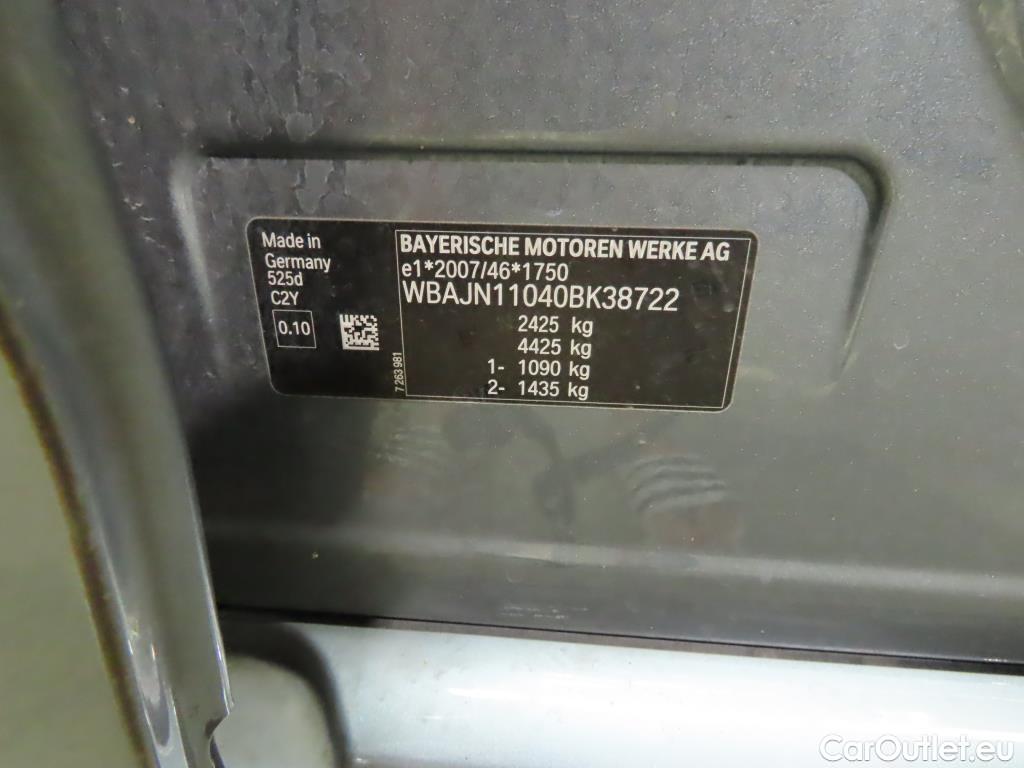 Made in
Germany
525d
C2Y
0.10
7 263 981
BAYERISCHE MOTOREN WERKE AG
e1*2007/46*1750
WBAJN11040BK38722
2425 kg
4425 kg
1- 1090 kg
2- 1435 kg
CarOutlet.eu